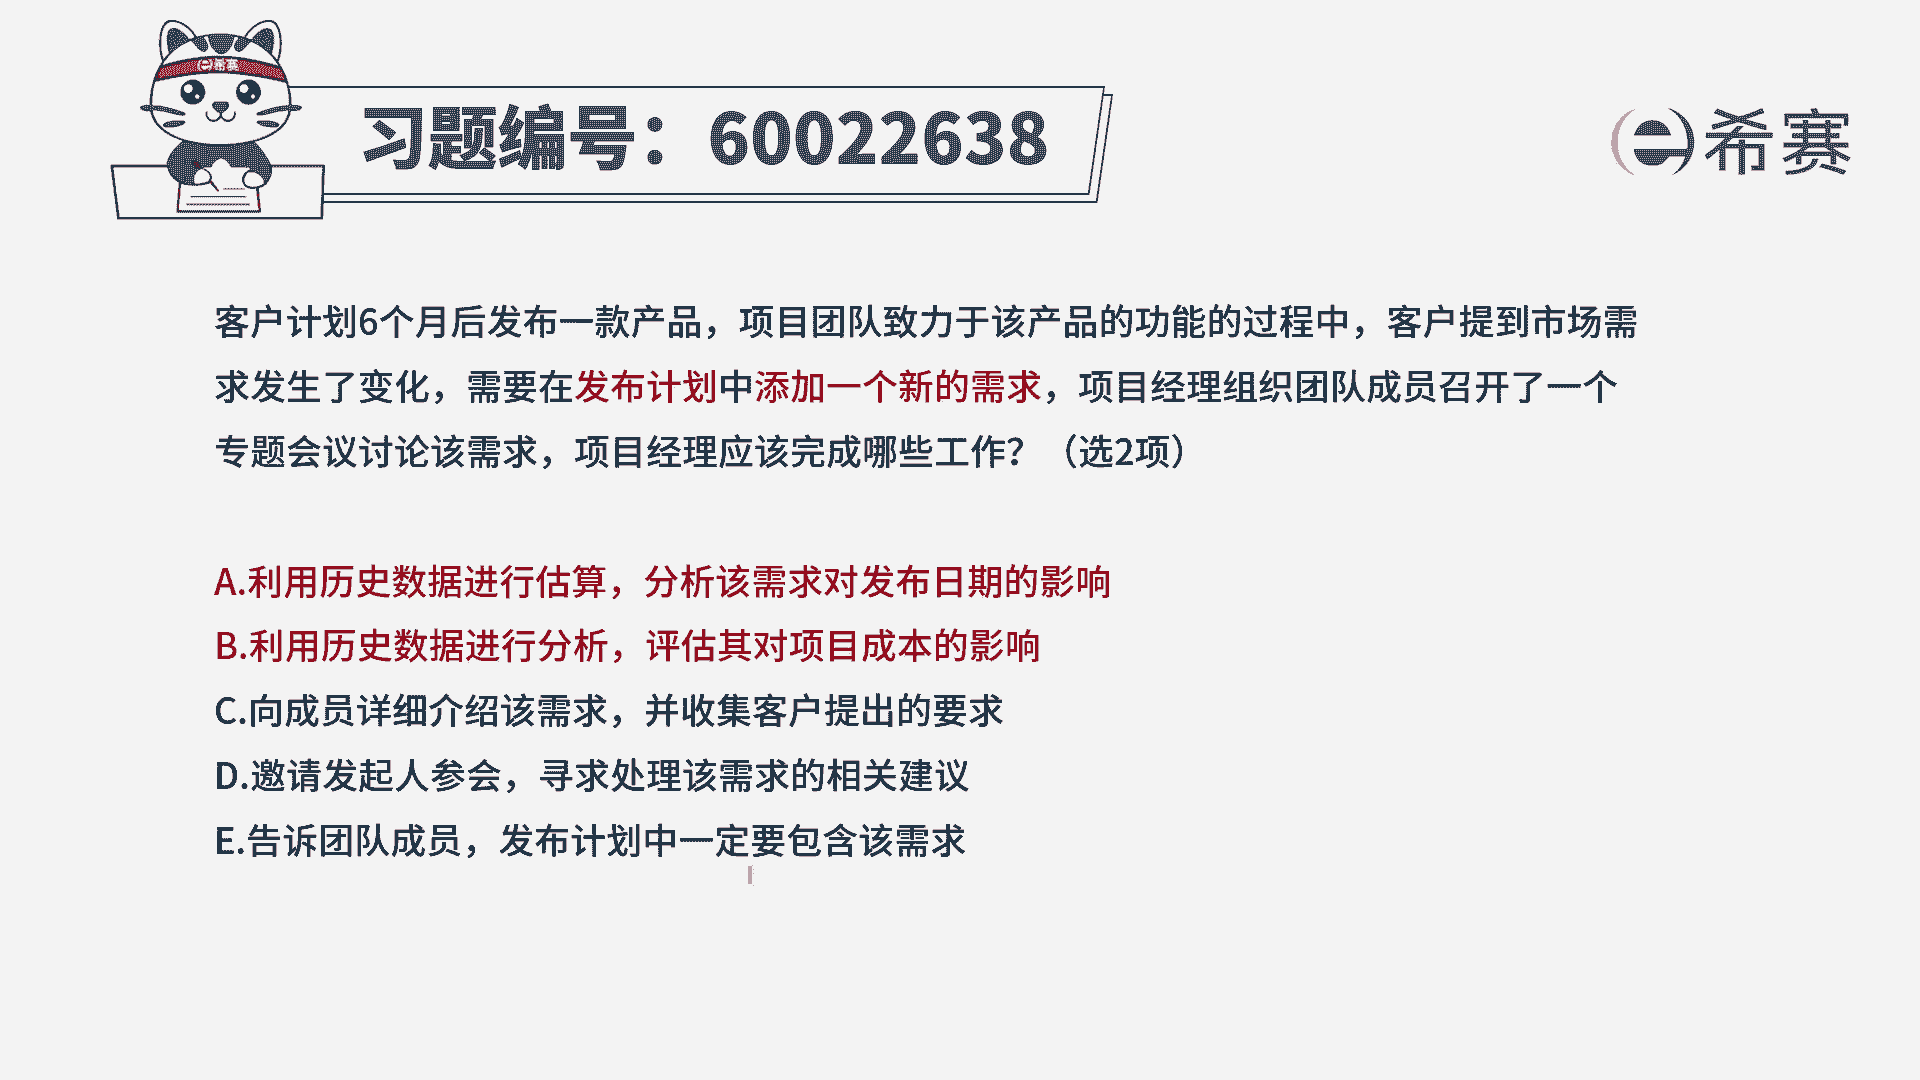 希赛
习题编号：60022638
希赛
客户计划6个月后发布一款产品，项目团队致力于该产品的功能的过程中，客户提到市场需
求发生了变化，需要在发布计划中添加一个新的需求，项目经理组织团队成员召开了一个
专题会议讨论该需求，项目经理应该完成哪些工作？（选2项）
A.利用历史数据进行估算，分析该需求对发布日期的影响
B.利用历史数据进行分析，评估其对项目成本的影响
C.向成员详细介绍该需求，并收集客户提出的要求
D.邀请发起人参会，寻求处理该需求的相关建议
E.告诉团队成员，发布计划中一定要包含该需求